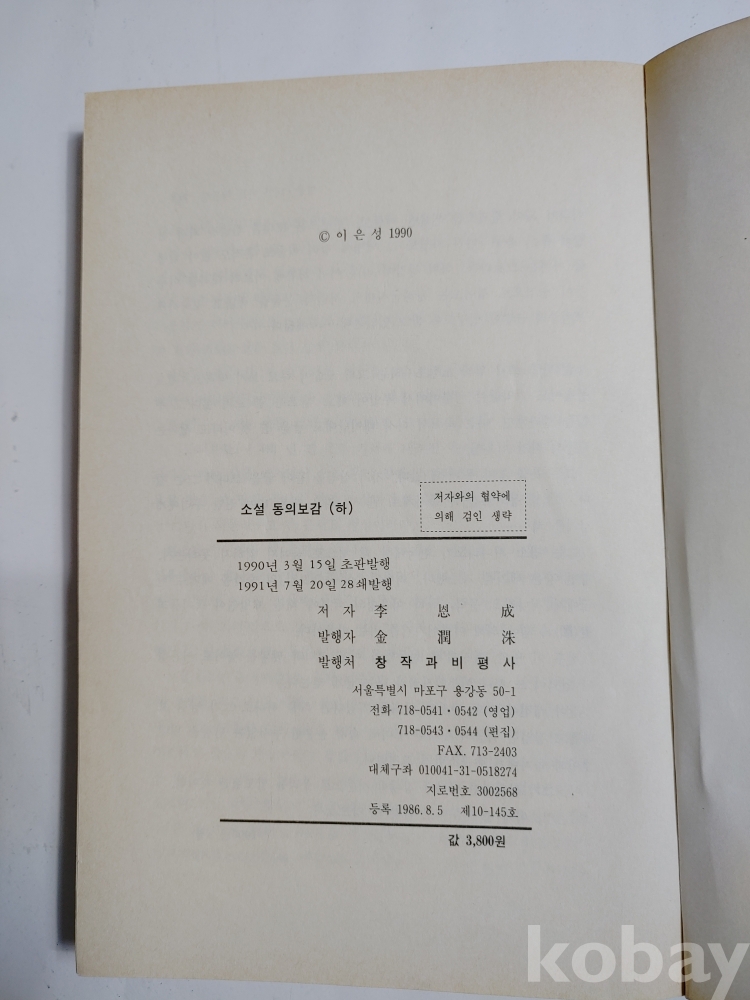 © 이 은 성 1990
저자와의 협약에
의해 검인 생략
소설 동의보감 (하)
1990년 3월 15일 초판발행
1991년 7월 20일 28쇄발행
저 자 李 恩 成
발행자 金 潤 洙
발행처 창 작 과 비 평 사
서울특별시 마포구 용강동 50-1
전화 718-0541·0542 (영업)
718-0543·0544 (편집)
FAX. 713-2403
대체구좌 010041-31-0518274
지로번호 3002568
등록 1986.8.5 제10-145호
값 3,800원
kobay